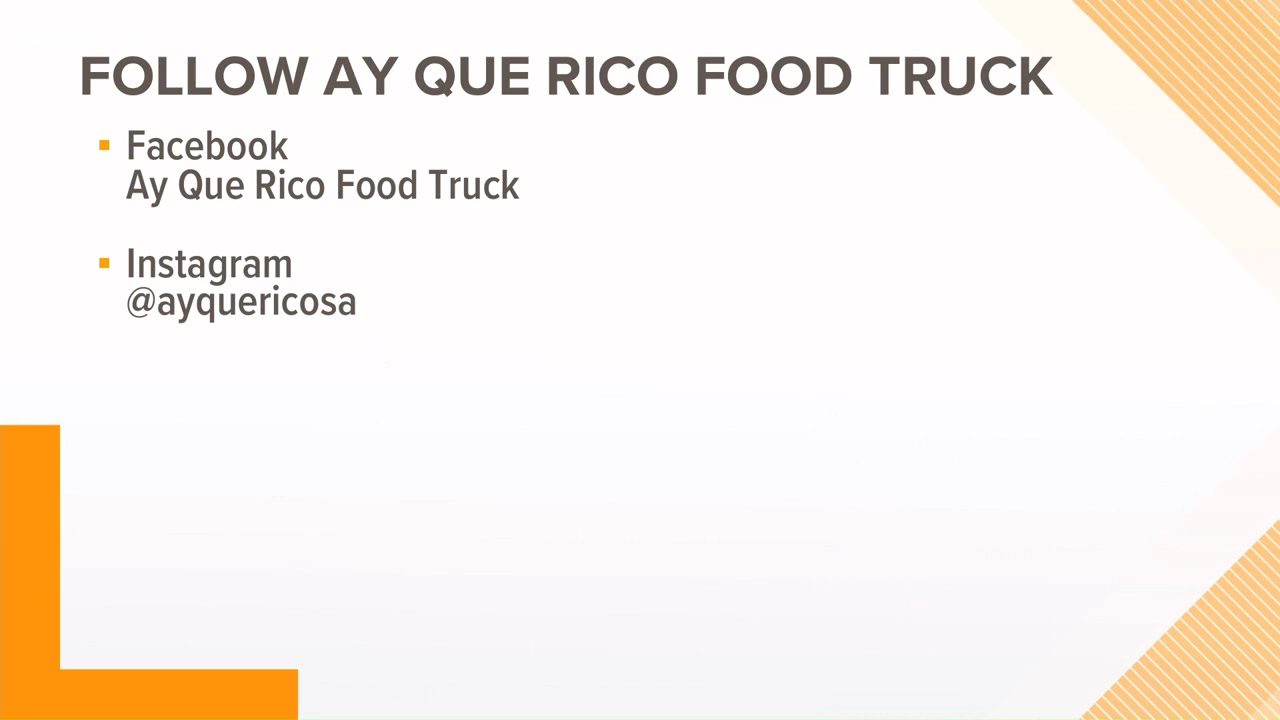 FOLLOW AY QUE RICO FOOD TRUCK
Facebook
Ay Que Rico Food Truck
Instagram
@ayquericosa